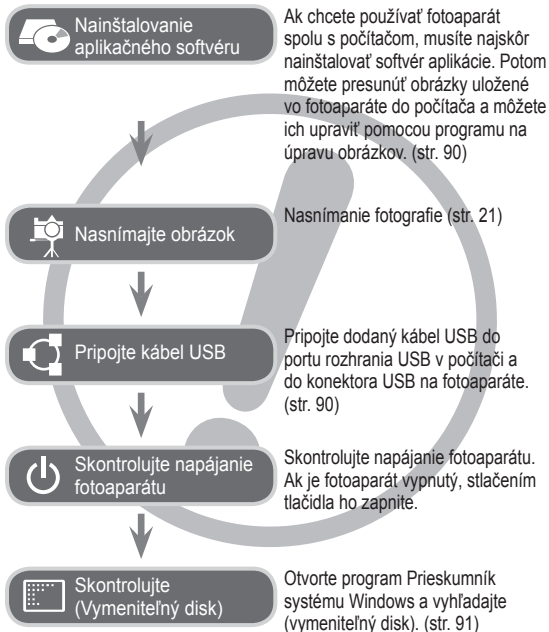 Nainštalovanie
aplikačného softvéru
Ak chcete používať fotoaparát
spolu s počítačom, musíte najskôr
nainštalovať softvér aplikácie. Potom
môžete presunúť obrázky uložené
vo fotoaparáte do počítača a môžete
ich upraviť pomocou programu na
úpravu obrázkov. (str. 90)
Nasnímajte obrázok
Nasnímanie fotografie (str. 21)
Pripojte kábel USB
Pripojte dodaný kábel USB do
portu rozhrania USB v počítači a
do konektora USB na fotoaparáte.
(str. 90)
Skontrolujte napájanie
fotoaparátu
Skontrolujte napájanie fotoaparátu.
Ak je fotoaparát vypnutý, stlačením
tlačidla ho zapnite.
Skontrolujte
(Vymeniteľný disk)
Otvorte program Prieskumník
systému Windows a vyhľadajte
(vymeniteľný disk). (str. 91)